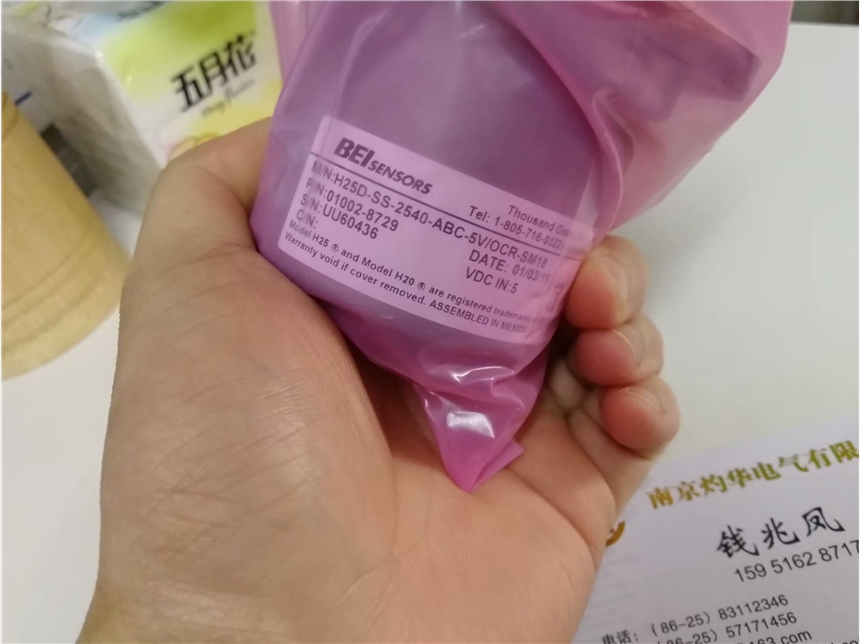 五月花
BEI SENSORS
Thousand
M/N:H25D-SS-2540-ABC-5V/OCR-SM18
Tel: 1-805-716-0322
P/N:01002-8729
DATE: 01/03/
S/N:UU60436
VDC IN:5
C/N:
Model H25 ® and Model H20 ® are registered trademarks
Warranty void if cover removed. ASSEMBLED IN MEXICO
南京灼华电气有限
钱兆凤
159 5162 8717
电话: (86-25) 83112346
(86-25) 57171456